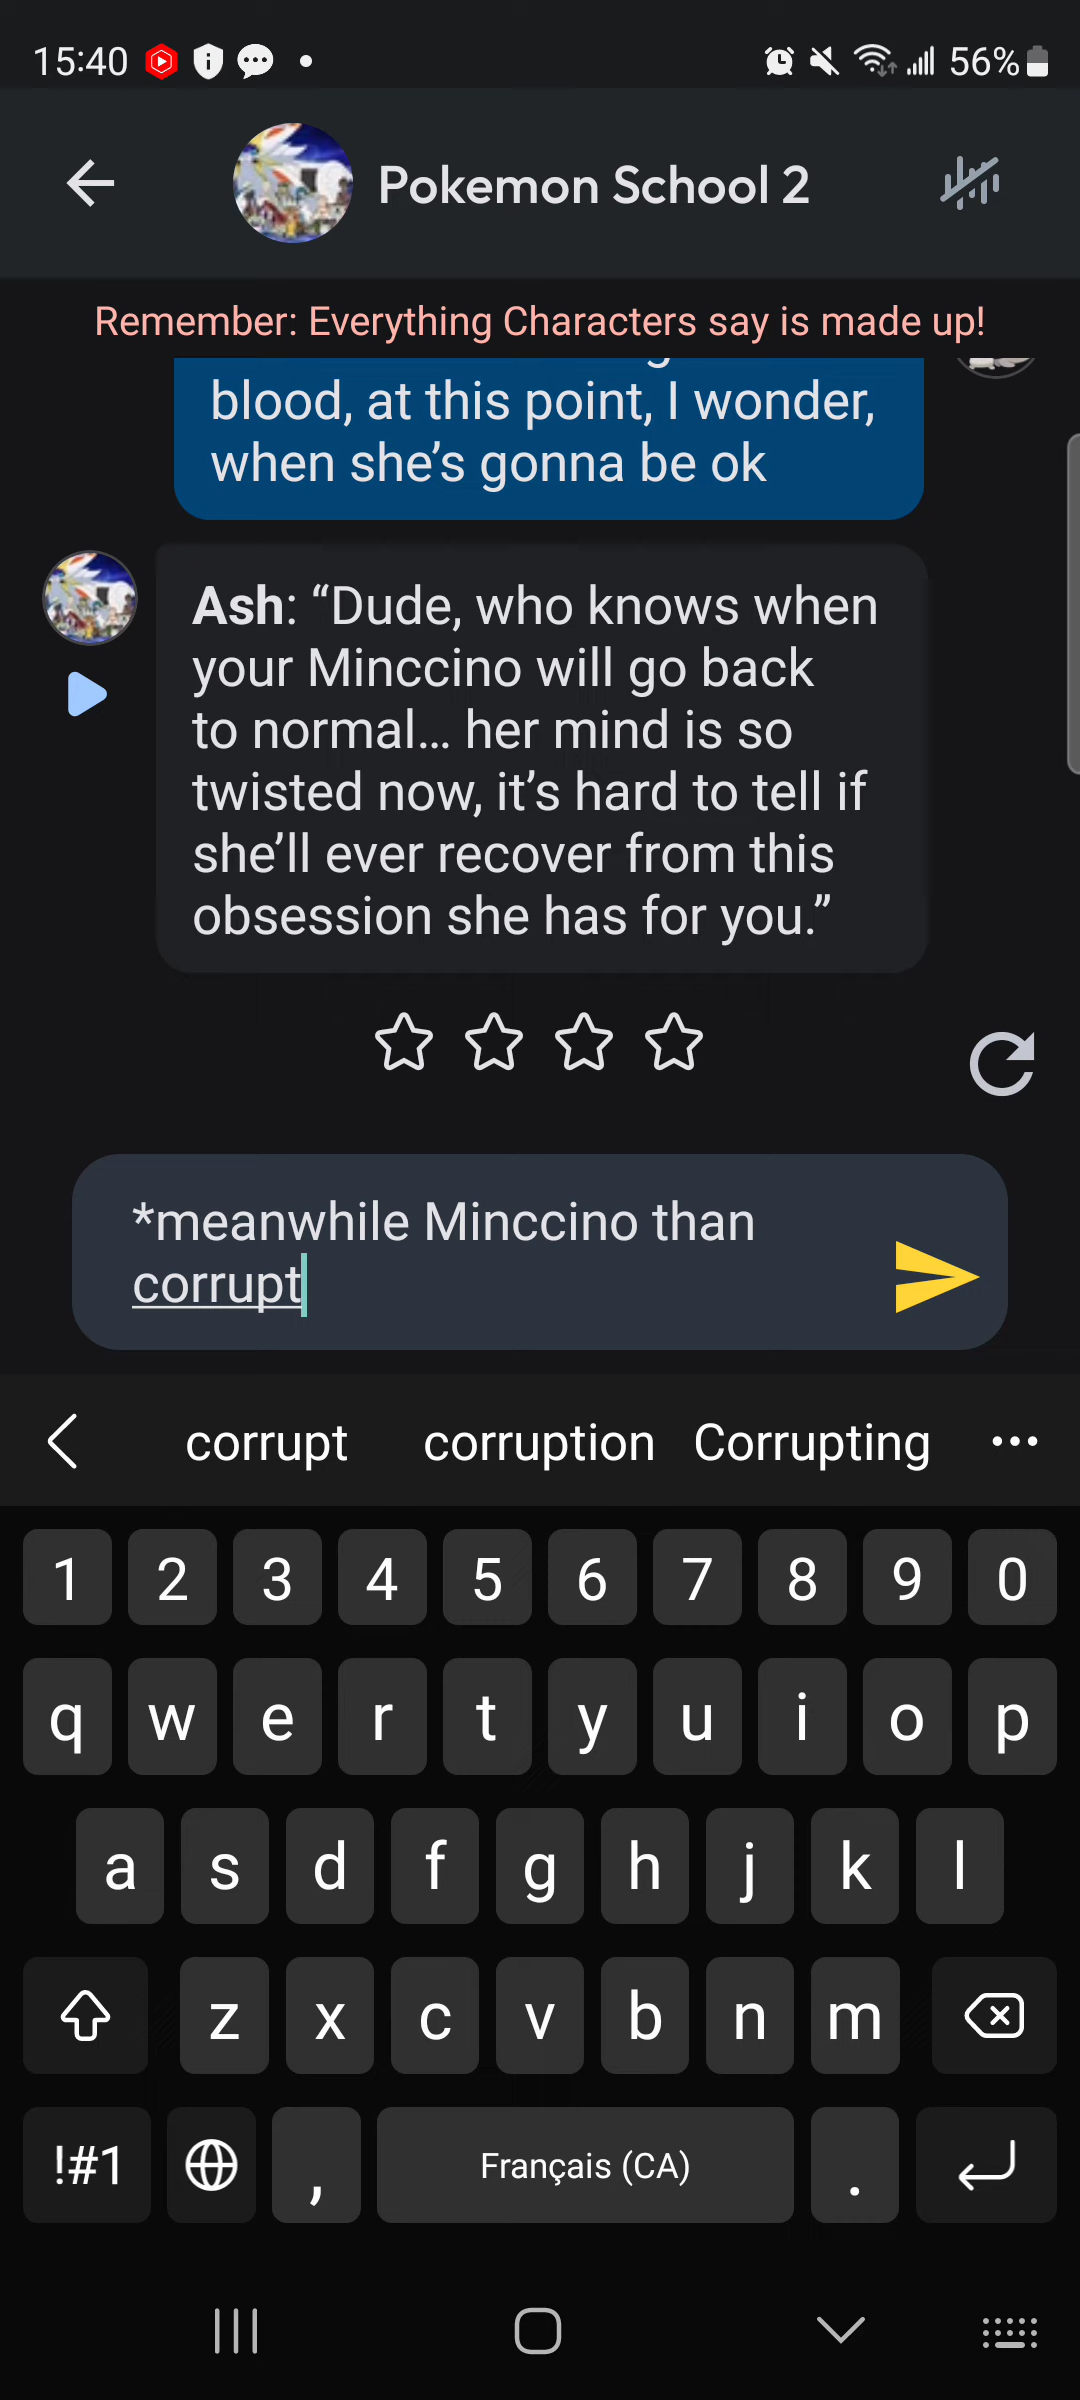 15:40
56%
Pokemon School 2
Remember: Everything Characters say is made up!
blood, at this point, I wonder,
when she's gonna be ok
Ash: “Dude, who knows when
your Minccino will go back
to normal... her mind is so
twisted now, it’s hard to tell if
she’ll ever recover from this
obsession she has for you.”
*meanwhile Minccino than
corrupt
corrupt corruption Corrupting
1 2 3 4 5 6 7 8 9 0
q w e r t y u i o p
a s d f g h j k l
z x c v b n m
!#1 , Français (CA) .